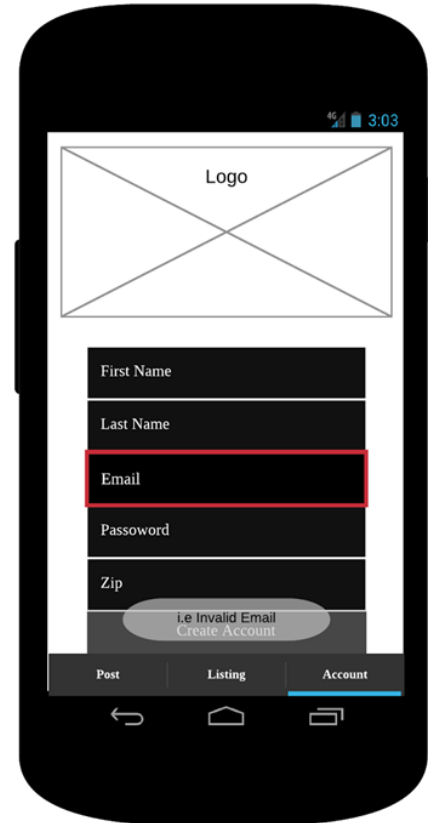 4G 3:03
Logo
First Name
Last Name
Email
Passoword
Zip
i.e Invalid Email
Create Account
Post Listing Account